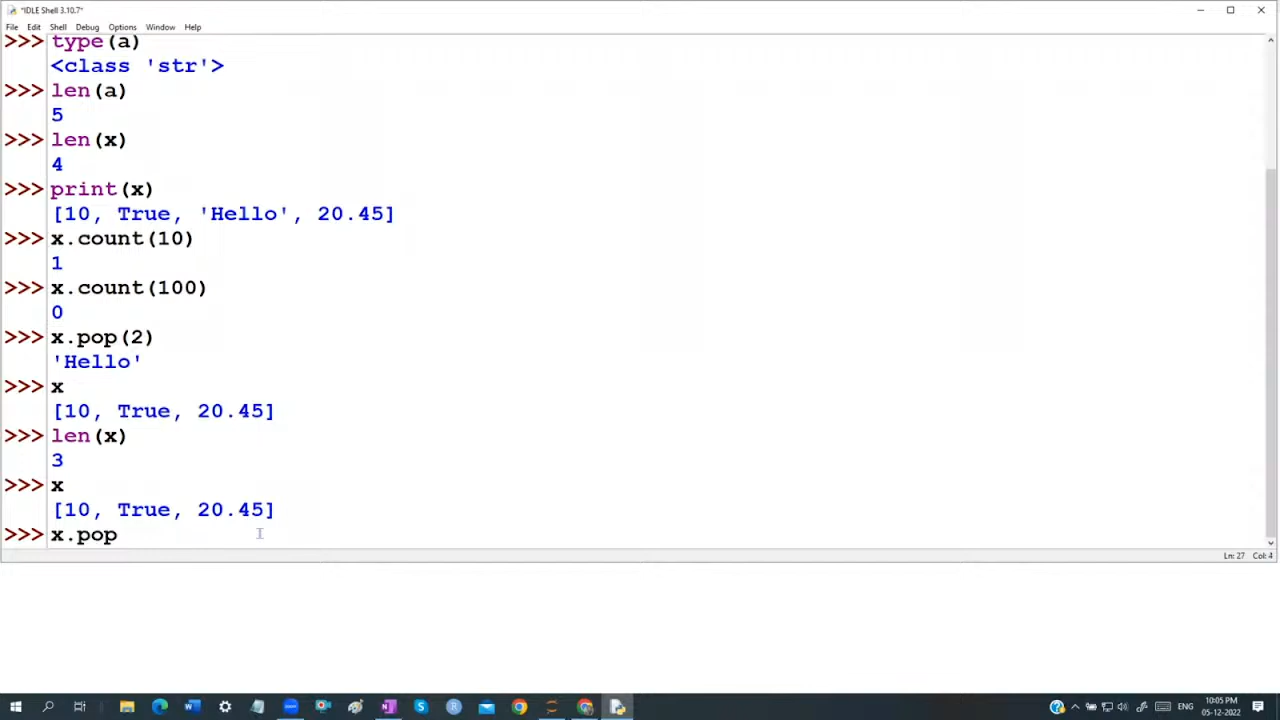 *IDLE Shell 3.10.7*
File Edit Shell Debug Options Window Help
>>> type(a)
<class 'str'>
>>> len(a)
5
>>> len(x)
4
>>> print(x)
[10, True, 'Hello', 20.45]
>>> x.count(10)
1
>>> x.count(100)
0
>>> x.pop(2)
'Hello'
>>> x
[10, True, 20.45]
>>> len(x)
3
>>> x
[10, True, 20.45]
>>> x.pop
Ln: 27 Col: 4
ENG
10:05 PM
05-12-2022